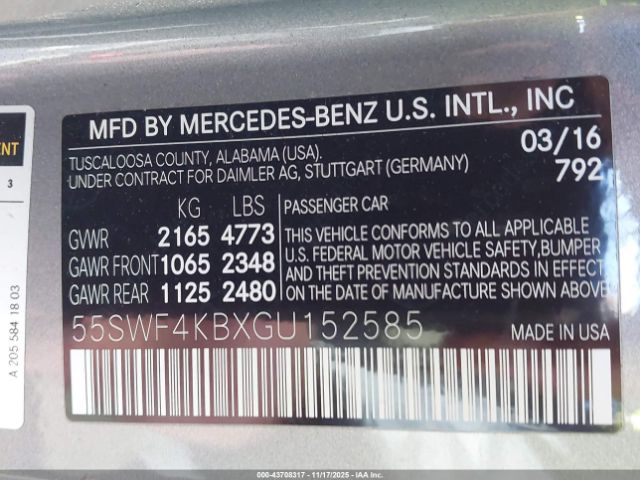 MFD BY MERCEDES-BENZ U.S. INTL., INC
TUSCALOOSA COUNTY, ALABAMA (USA). 03/16
UNDER CONTRACT FOR DAIMLER AG, STUTTGART (GERMANY) 792
KG LBS PASSENGER CAR
GVWR 2165 4773
GAWR FRONT 1065 2348
GAWR REAR 1125 2480
THIS VEHICLE CONFORMS TO ALL APPLICABLE
U.S. FEDERAL MOTOR VEHICLE SAFETY, BUMPER
AND THEFT PREVENTION STANDARDS IN EFFECT
ON THE DATE OF MANUFACTURE SHOWN ABOVE.
55SWF4KBXGU152585
MADE IN USA
3
A 205 584 18 03
000-43708317 - 11/17/2025 - IAAI.COM